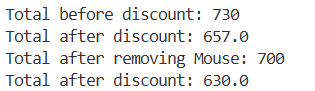 Total before discount: 730
Total after discount: 657.0
Total after removing Mouse: 700
Total after discount: 630.0